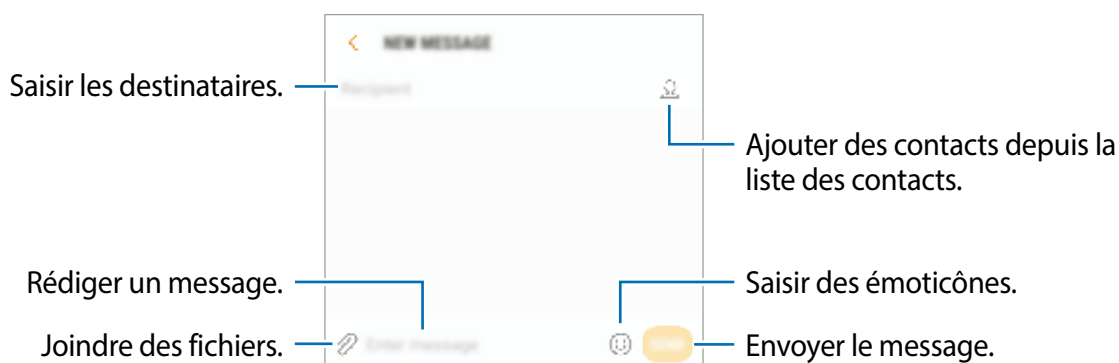 NEW MESSAGE
Saisir les destinataires.
Recipient
Ajouter des contacts depuis la
liste des contacts.
Rédiger un message.
Saisir des émoticônes.
Joindre des fichiers.
Enter message
SEND
Envoyer le message.